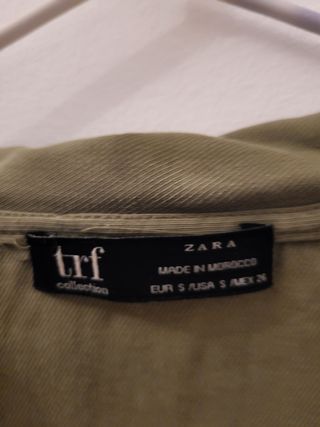 trf
collection
ZARA
MADE IN MOROCCO
EUR S /USA S /MEX 26